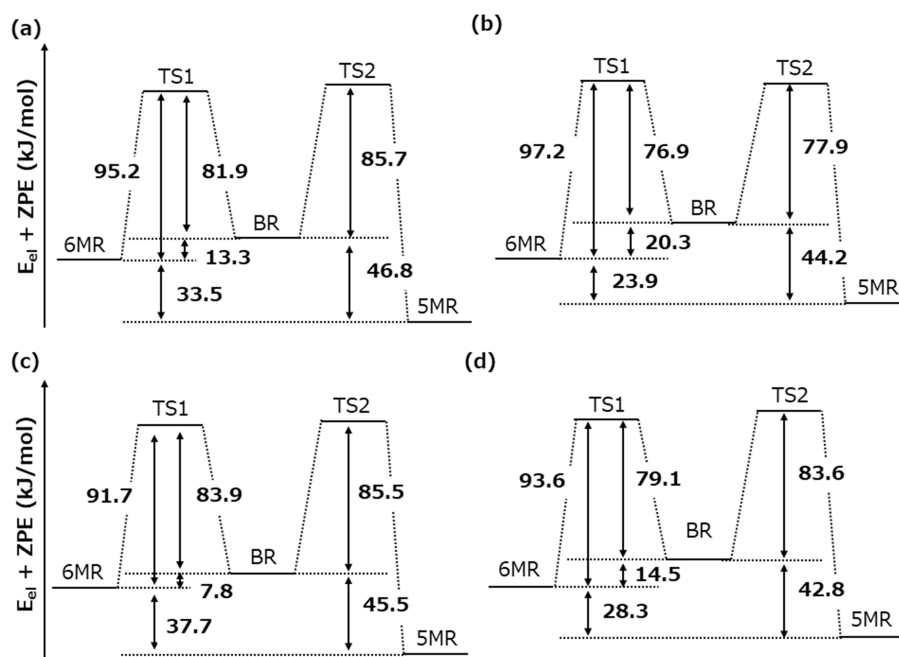 (a)
E_el + ZPE (kJ/mol)
TS1
TS2
95.2
81.9
85.7
6MR
BR
13.3
33.5
46.8
5MR
(b)
TS1
TS2
97.2
76.9
77.9
6MR
BR
20.3
23.9
44.2
5MR
(c)
E_el + ZPE (kJ/mol)
TS1
TS2
91.7
83.9
85.5
6MR
BR
7.8
37.7
45.5
5MR
(d)
TS1
TS2
93.6
79.1
83.6
6MR
BR
14.5
28.3
42.8
5MR